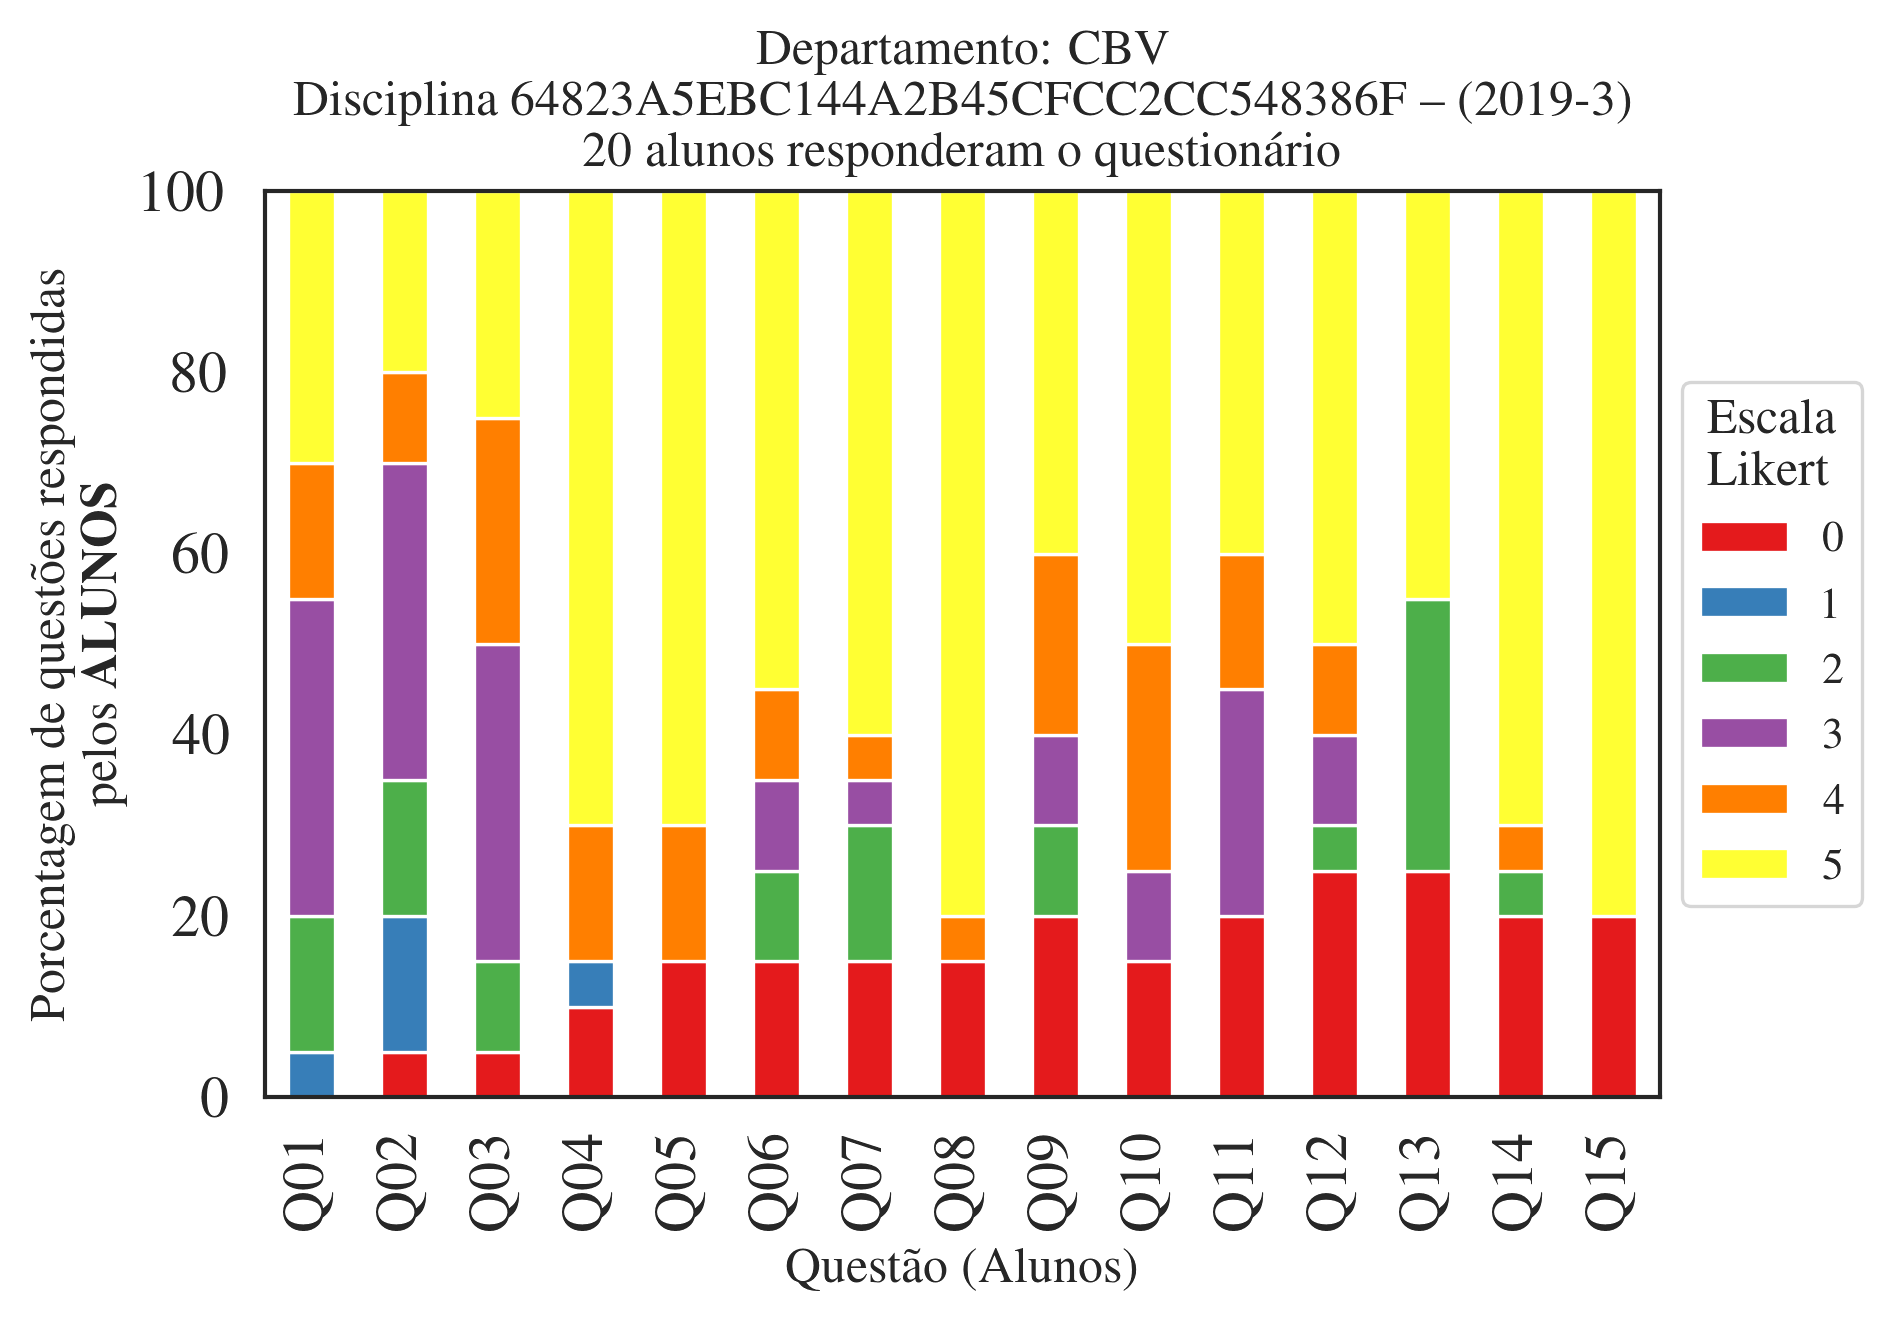 Departamento: CBV
Disciplina 64823A5EBC144A2B45CFCC2CC548386F – (2019-3)
20 alunos responderam o questionário
100
80
60
40
20
0
Porcentagem de questões respondidas
pelos ALUNOS
Q01
Q02
Q03
Q04
Q05
Q06
Q07
Q08
Q09
Q10
Q11
Q12
Q13
Q14
Q15
Questão (Alunos)
Escala
Likert
0
1
2
3
4
5